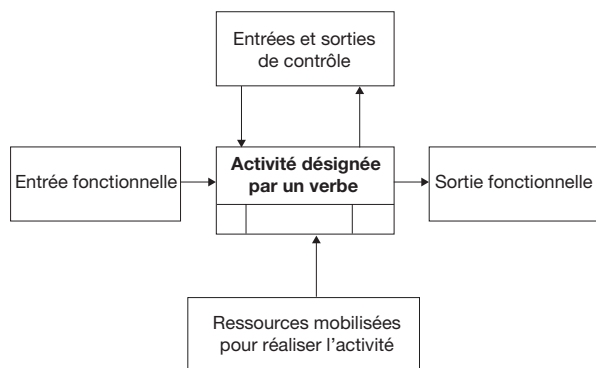 Entrées et sorties
de contrôle
Entrée fonctionnelle
Activité désignée
par un verbe
Sortie fonctionnelle
Ressources mobilisées
pour réaliser l’activité